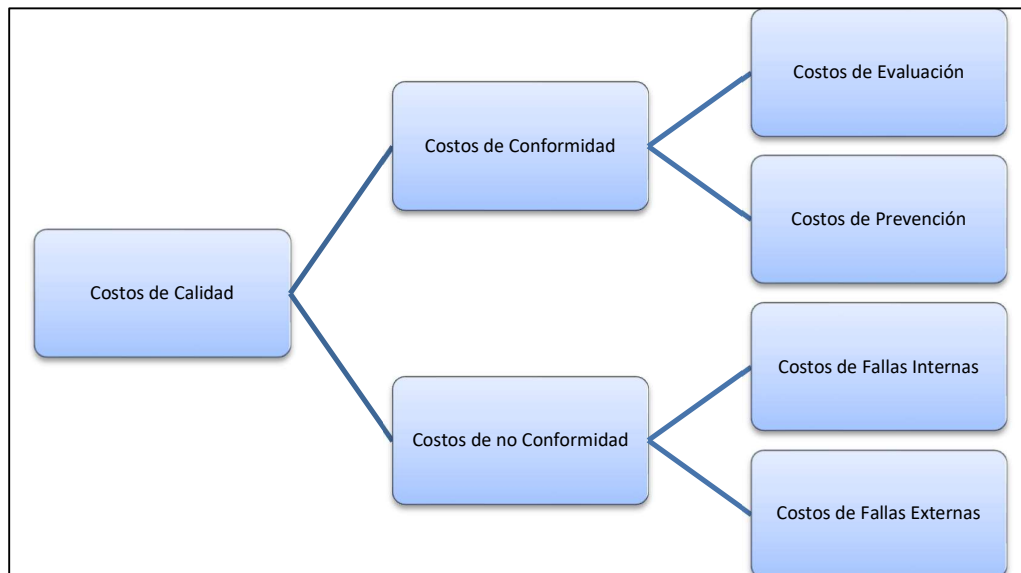 Costos de Calidad
Costos de Conformidad
Costos de Evaluación
Costos de Prevención
Costos de no Conformidad
Costos de Fallas Internas
Costos de Fallas Externas